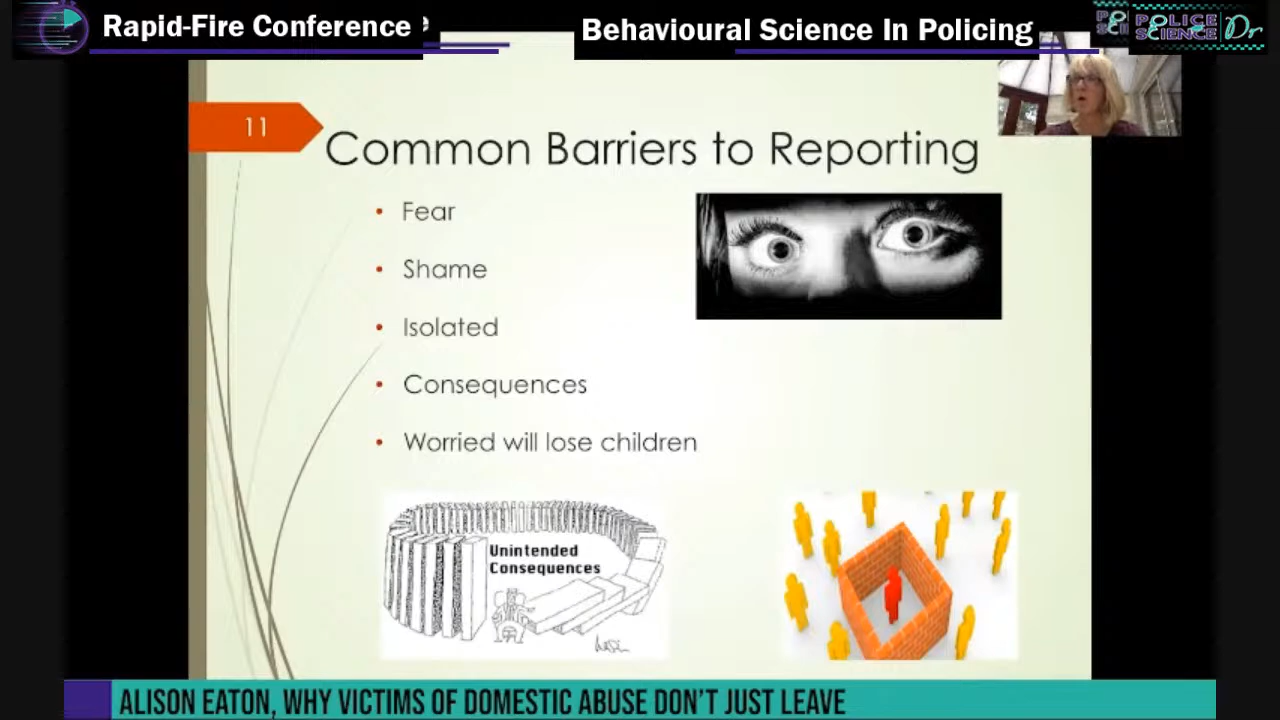 Rapid-Fire Conference
Behavioural Science In Policing
POLICE
SCIENCE
Dr
11
Common Barriers to Reporting
• Fear
• Shame
• Isolated
• Consequences
• Worried will lose children
Unintended
Consequences
ALISON EATON, WHY VICTIMS OF DOMESTIC ABUSE DON'T JUST LEAVE